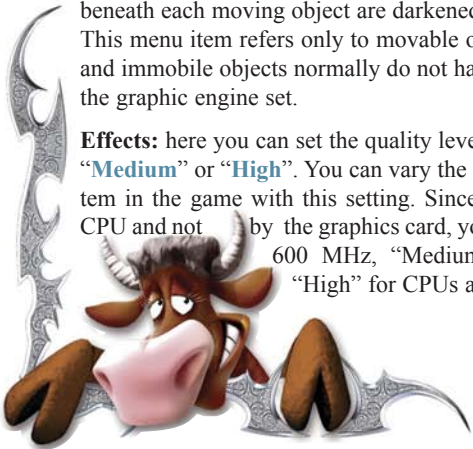 beneath each moving object are darkened
This menu item refers only to movable o
and immobile objects normally do not ha
the graphic engine set.
Effects: here you can set the quality leve
“Medium” or “High”. You can vary the
tem in the game with this setting. Since
CPU and not by the graphics card, yo
600 MHz, “Medium
“High” for CPUs a